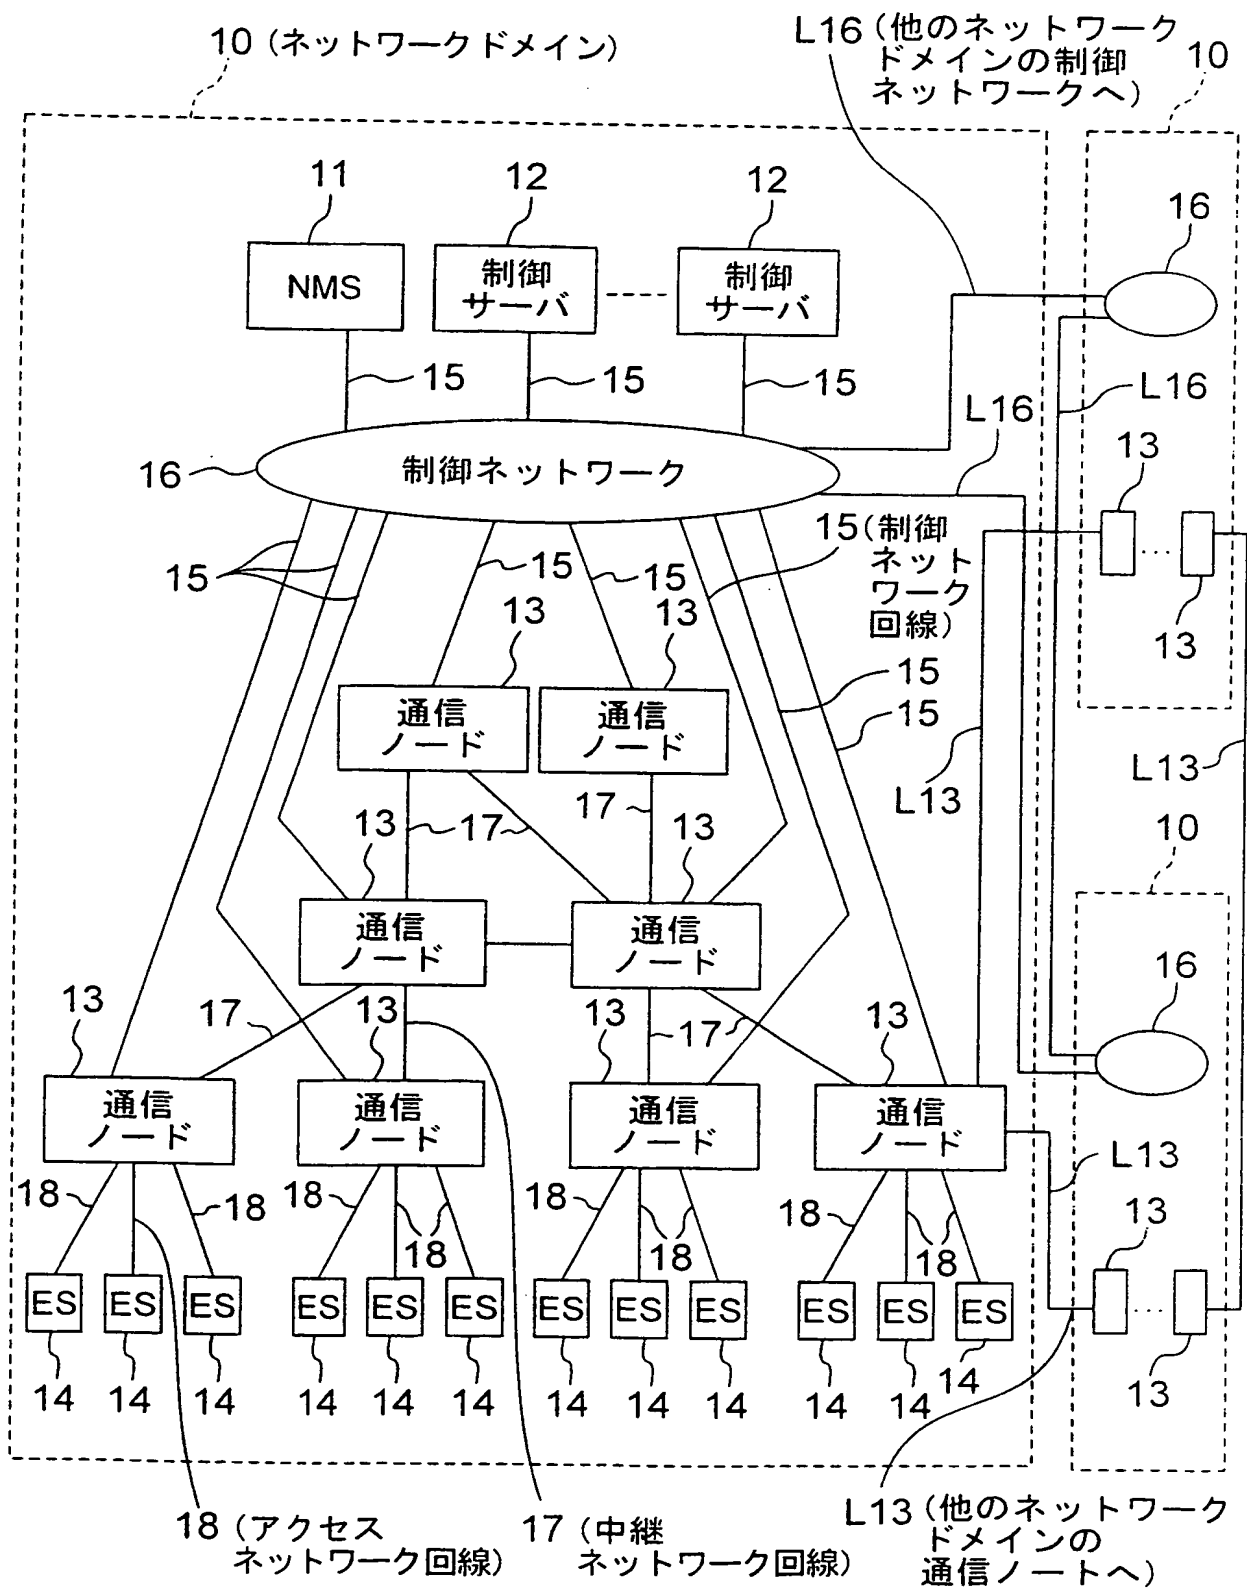 10 (ネットワークドメイン)
L16 (他のネットワーク
ドメインの制御
ネットワークへ)
10
11
12
12
16
NMS
制御
サーバ
制御
サーバ
15
15
15
L16
L16
16
制御ネットワーク
13
15
15
15
15 (制御
ネット
ワーク
回線)
13
13
13
通信
ノード
通信
ノード
15
15
L13
L13
17
17
13
13
10
通信
ノード
通信
ノード
16
13
17
13
13
17
13
通信
ノード
通信
ノード
通信
ノード
通信
ノード
L13
18
18
18
18
18
18
18
18
13
ES
ES
ES
ES
ES
ES
ES
ES
ES
ES
ES
ES
14
14
14
14
14
14
14
14
14
14
14
14
13
18 (アクセス
ネットワーク回線)
17 (中継
ネットワーク回線)
L13 (他のネットワーク
ドメインの
通信ノートへ)